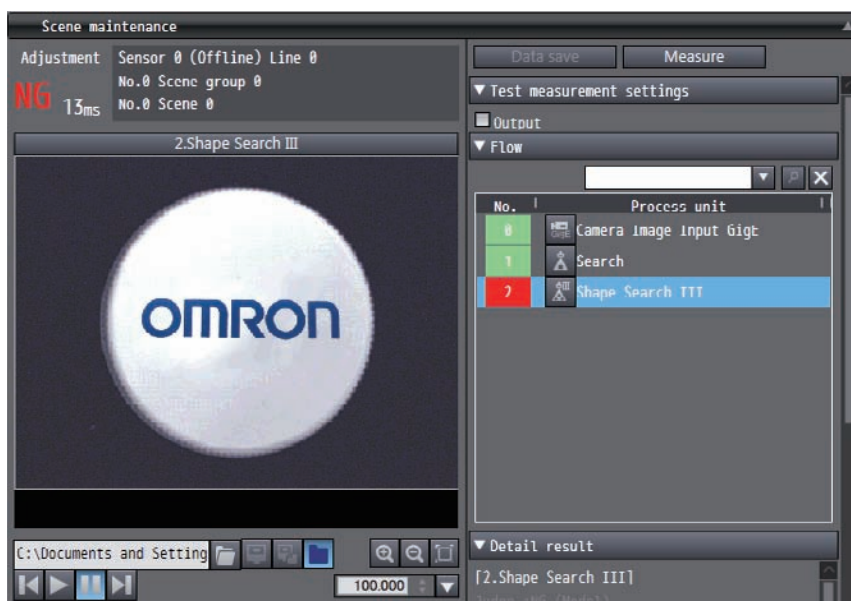 Scene maintenance
Adjustment
Sensor 0 (Offline) Line 0
No.0 Scene group 0
No.0 Scene 0
NG 13ms
2.Shape Search III
OMRON
C:\Documents and Setting
100.000
Data save
Measure
Test measurement settings
Output
Flow
No. Process unit
0 Camera Image Input GigE
1 Search
2 Shape Search III
Detail result
[2.Shape Search III]